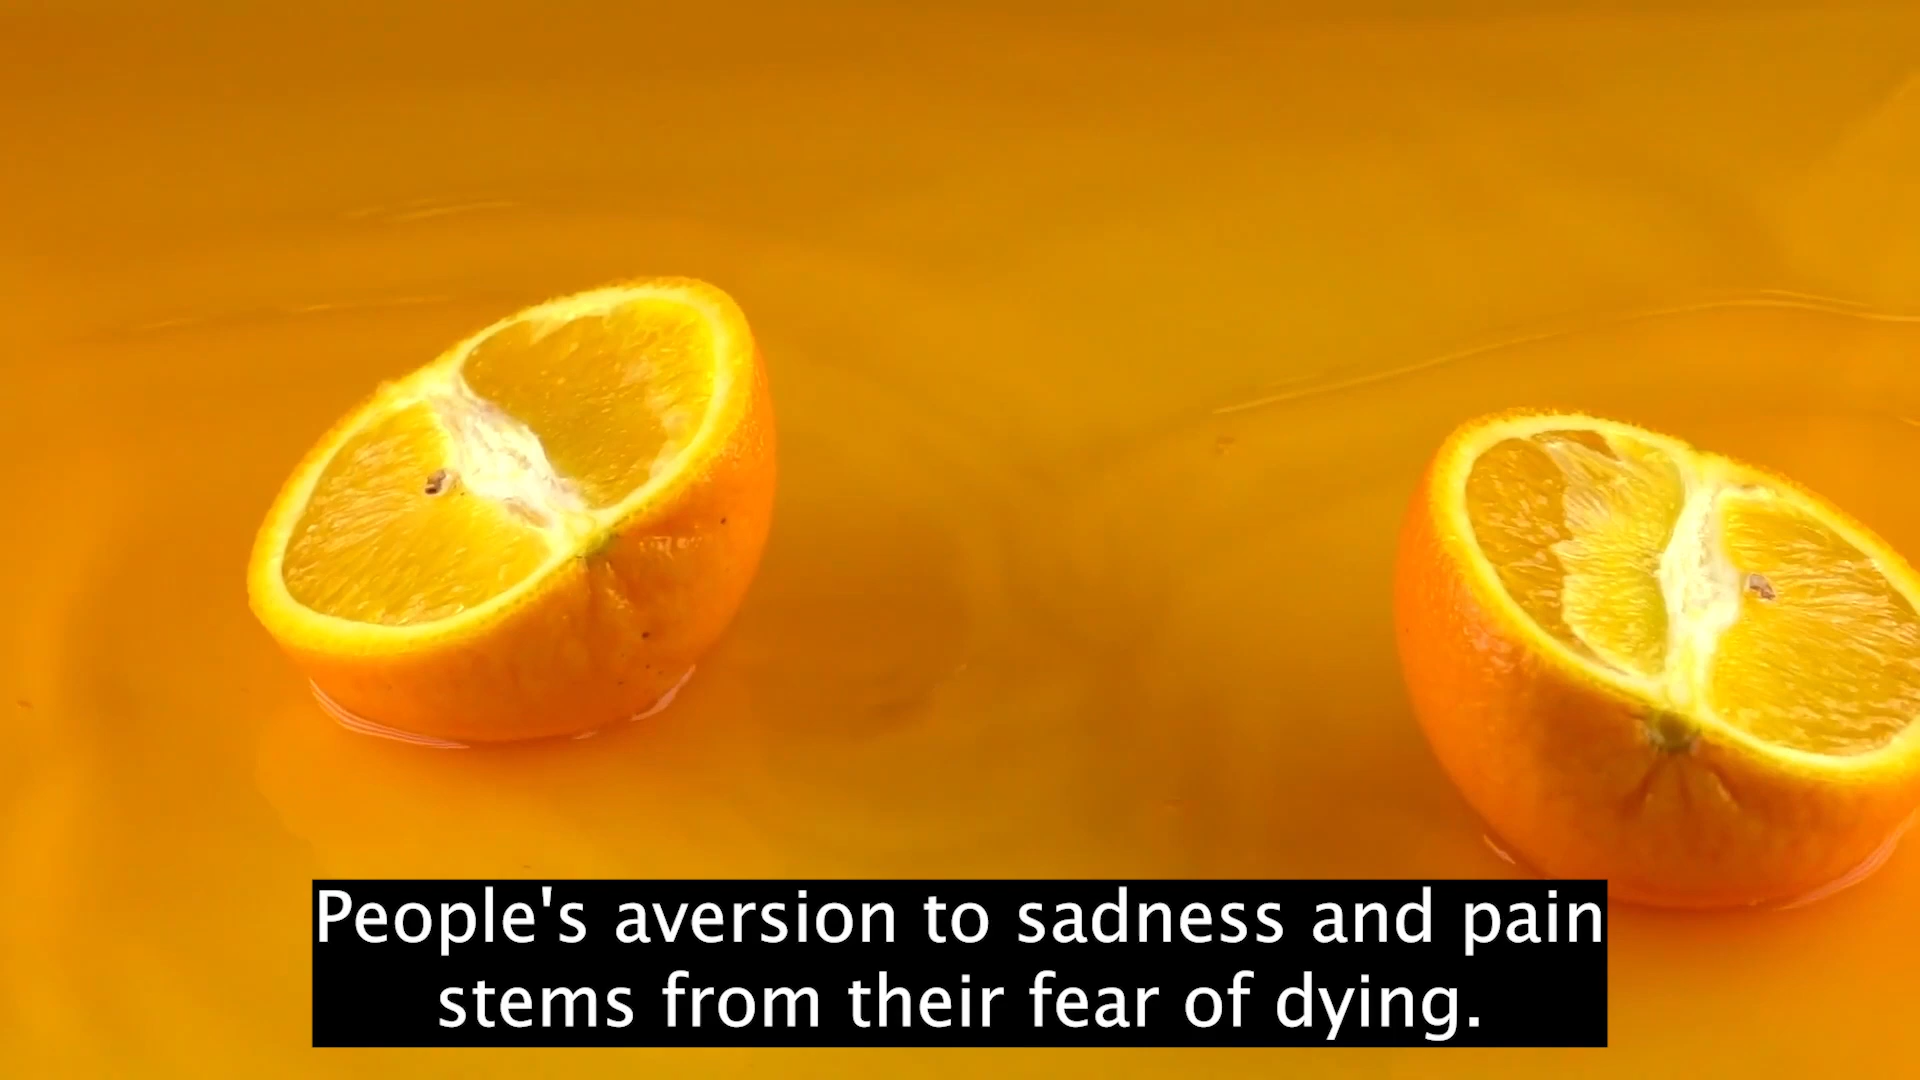 People's aversion to sadness and pain
stems from their fear of dying.